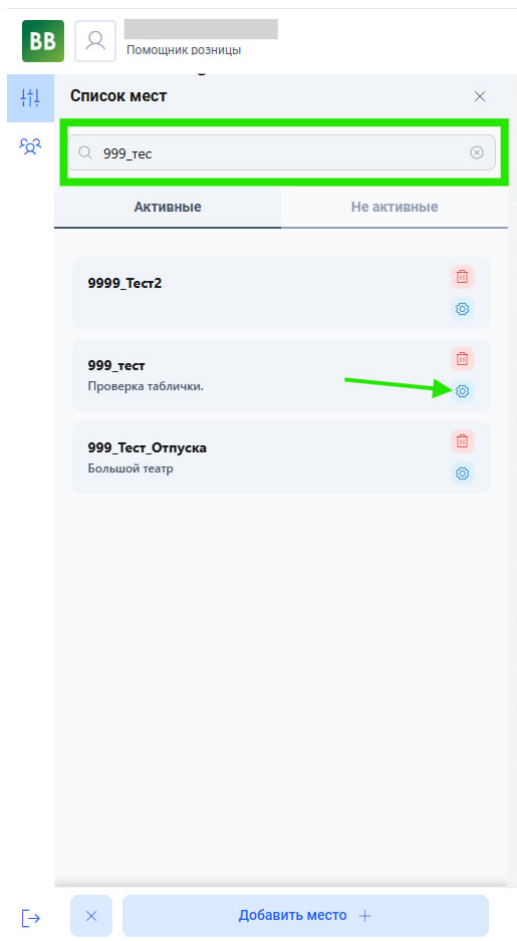 BB
Помощник розницы
Список мест
999_тес
Активные
Не активные
9999_Тест2
999_тест
Проверка таблички.
999_Тест_Отпуска
Большой театр
Добавить место +